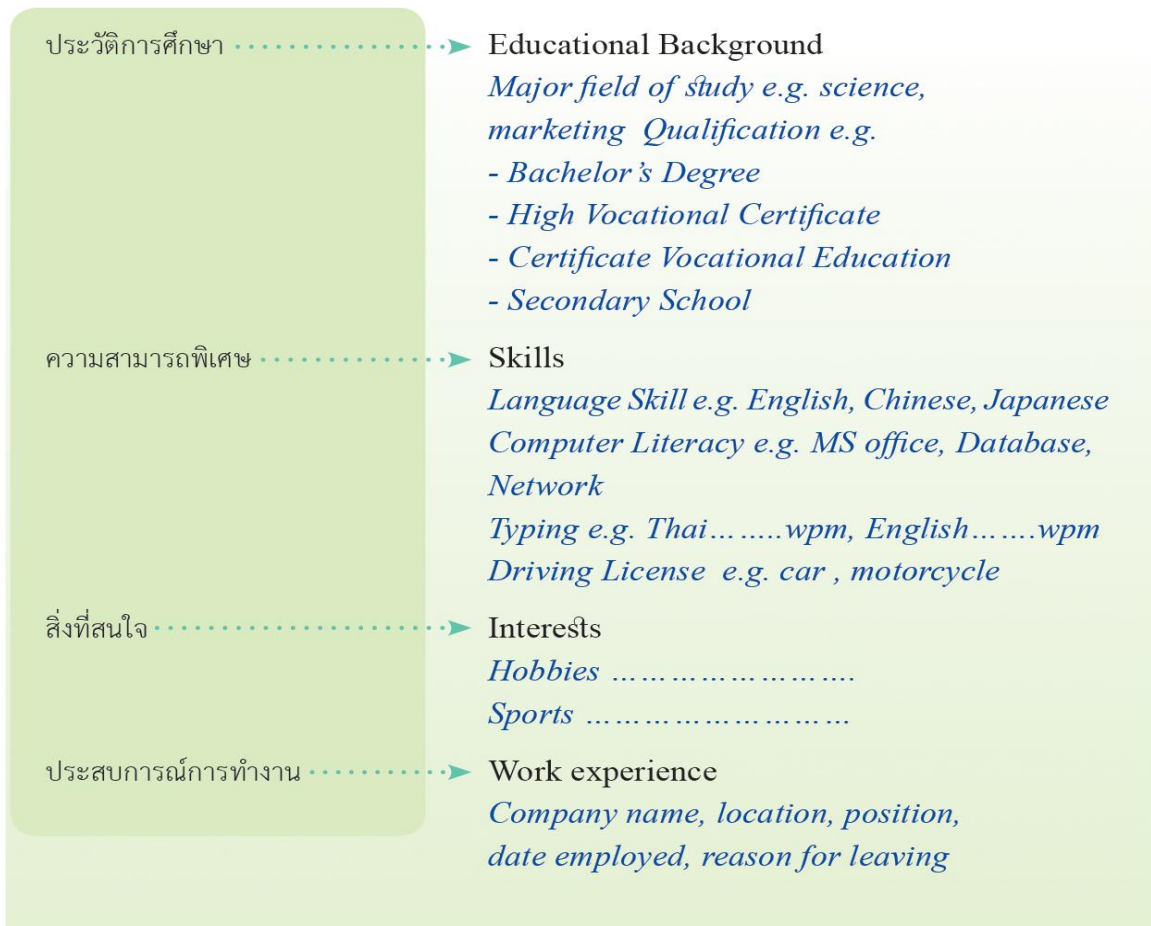 ประวัติการศึกษา Educational Background
Major field of study e.g. science,
marketing Qualification e.g.
- Bachelor's Degree
- High Vocational Certificate
- Certificate Vocational Education
- Secondary School
ความสามารถพิเศษ Skills
Language Skill e.g. English, Chinese, Japanese
Computer Literacy e.g. MS office, Database,
Network
Typing e.g. Thai........wpm, English.......wpm
Driving License e.g. car , motorcycle
สิ่งที่สนใจ Interests
Hobbies ……………………….
Sports ………………………
ประสบการณ์การทำงาน Work experience
Company name, location, position,
date employed, reason for leaving